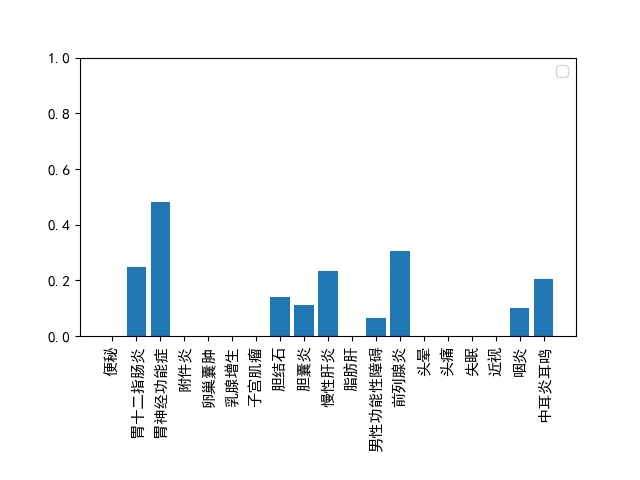 1.0
0.8
0.6
0.4
0.2
0.0
便秘
胃十二指肠炎
胃神经功能症
附件炎
卵巢囊肿
乳腺增生
子宫肌瘤
胆结石
胆囊炎
慢性肝炎
脂肪肝
男性功能性障碍
前列腺炎
头晕
头痛
失眠
近视
咽炎
中耳炎耳鸣